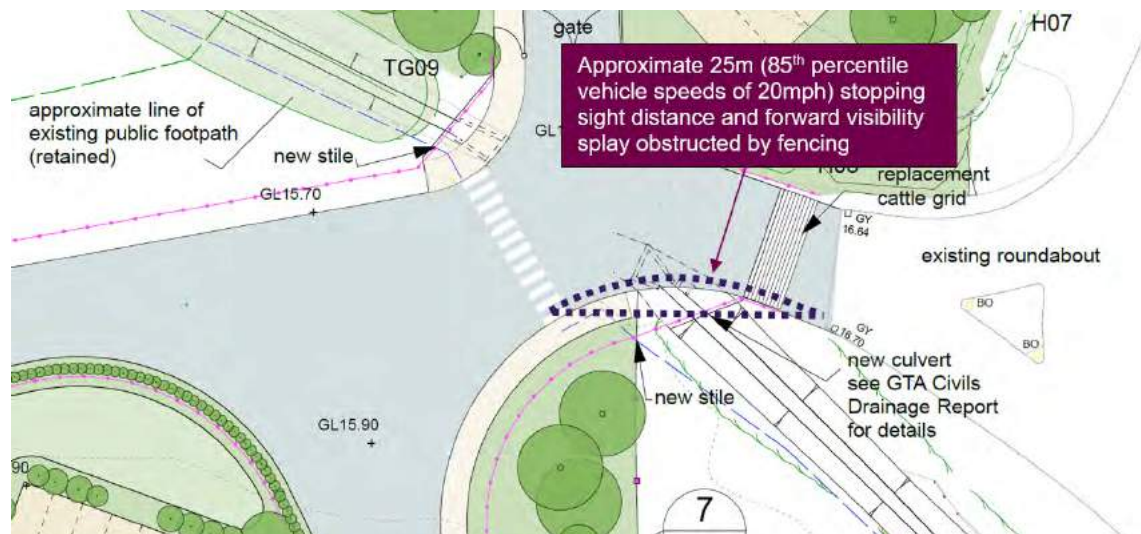 gate
H07
TG09
Approximate 25m (85th percentile
vehicle speeds of 20mph) stopping
sight distance and forward visibility
splay obstructed by fencing
approximate line of
existing public footpath
(retained)
new stile
replacement
cattle grid
GL15.70
GY
16.64
existing roundabout
BO
BO
GY
16.70
new culvert
see GTA Civils
Drainage Report
for details
new stile
GL15.90
90
7